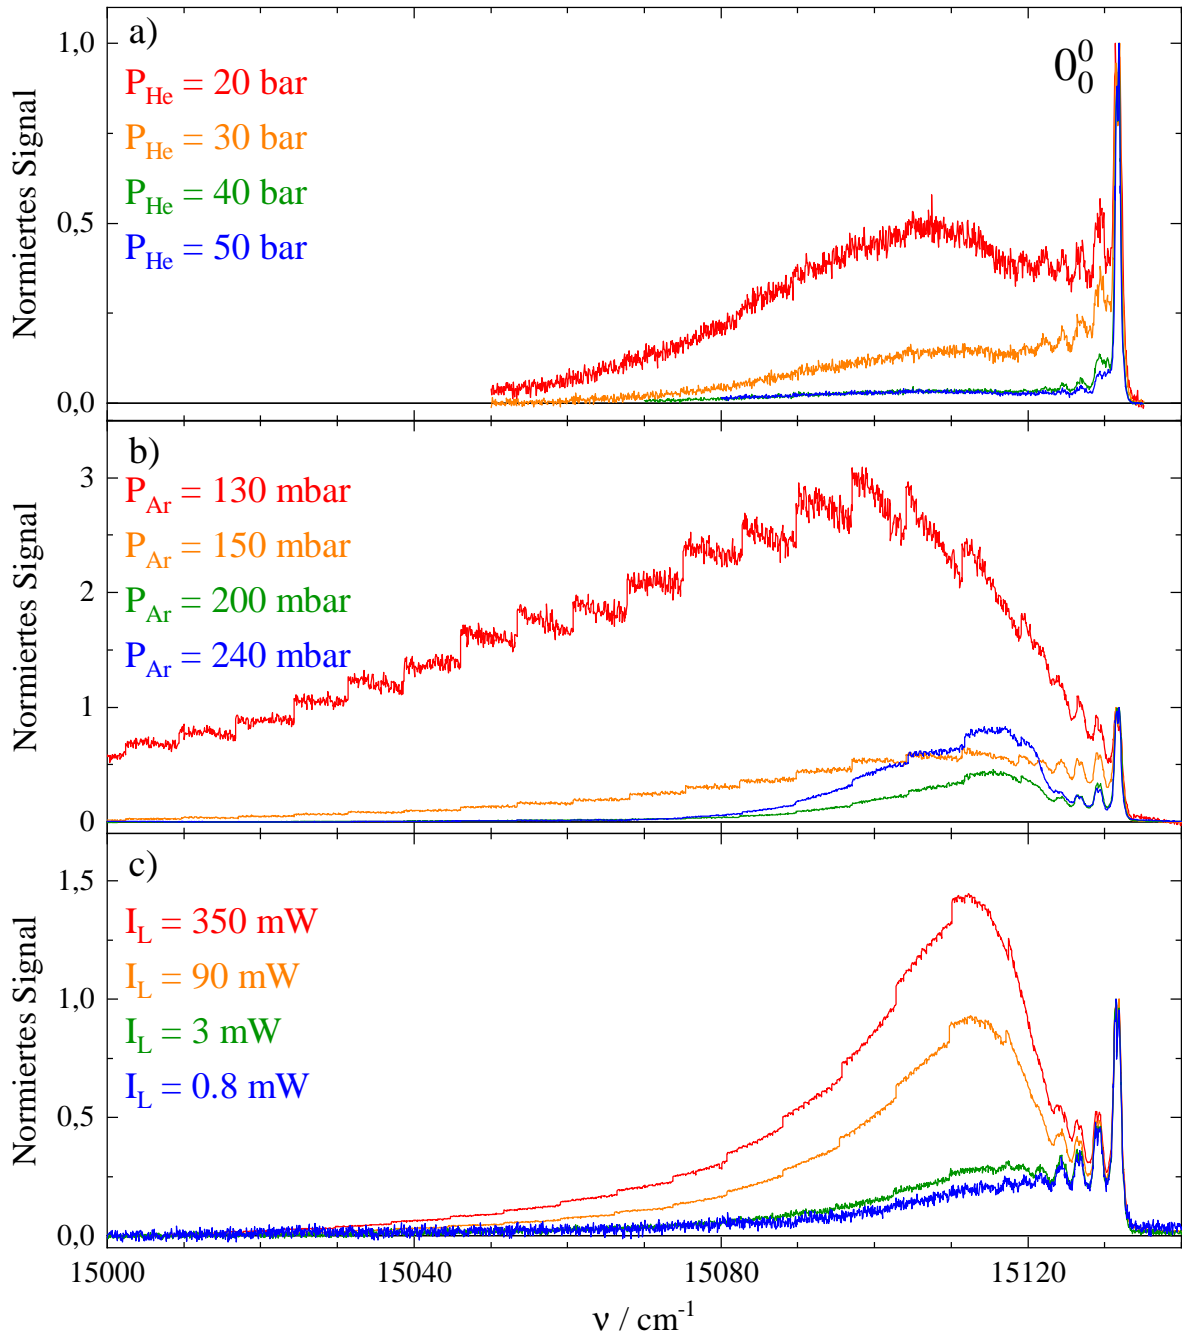 a)
0⁰₀
P_He = 20 bar
P_He = 30 bar
P_He = 40 bar
P_He = 50 bar
1,0
0,5
0,0
Normiertes Signal
b)
P_Ar = 130 mbar
P_Ar = 150 mbar
P_Ar = 200 mbar
P_Ar = 240 mbar
3
2
1
0
Normiertes Signal
c)
I_L = 350 mW
I_L = 90 mW
I_L = 3 mW
I_L = 0.8 mW
1,5
1,0
0,5
0,0
Normiertes Signal
15000 15040 15080 15120
ν / cm⁻¹